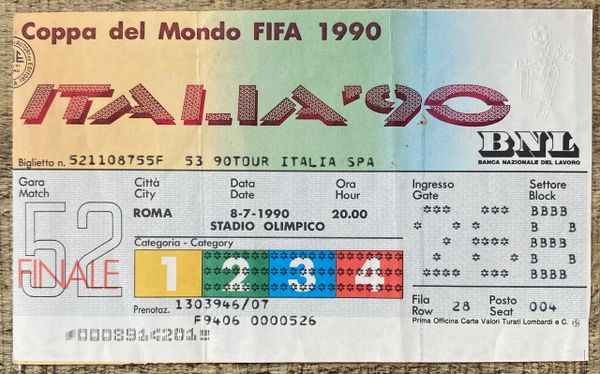 Coppa del Mondo FIFA 1990
ITALIA '90
BNL
BANCA NAZIONALE DEL LAVORO
Biglietto n. 521108755F 53 90TOUR ITALIA SPA
Gara Città Data Ora Ingresso Settore
Match City Date Hour Gate Block
52 FINALE
ROMA 8-7-1990 20.00
STADIO OLIMPICO
Categoria - Category
1 2 3 4
BBBB
B B
BBBB
B B
BBBB
Prenotaz. 1303946/07
F9406 0000526
Fila Posto
Row 28 Seat 004
Prima Officina Carte Valori Turati Lombardi e C.